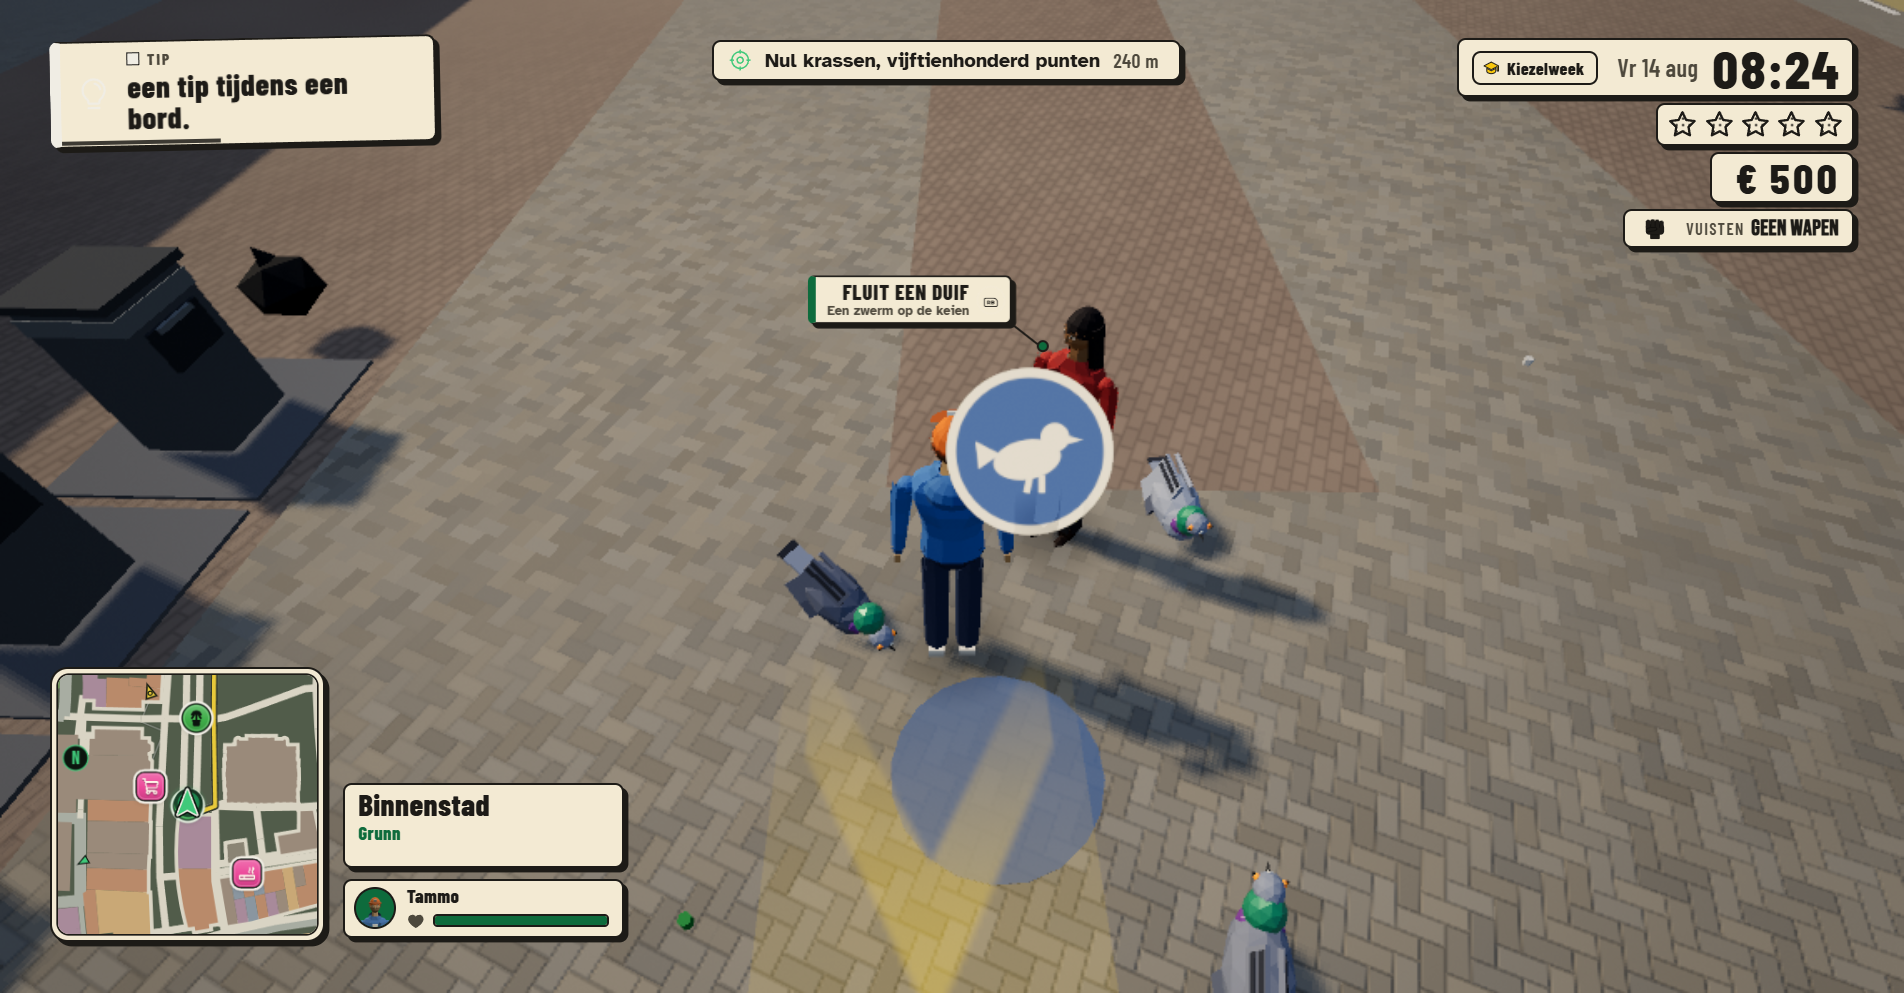 TIP
een tip tijdens een
bord.
Nul krassen, vijftienhonderd punten 240 m
Kiezelweek Vr 14 aug 08:24
€ 500
VUISTEN GEEN WAPEN
FLUIT EEN DUIF
Een zwerm op de keien
N
Binnenstad
Grunn
Tammo